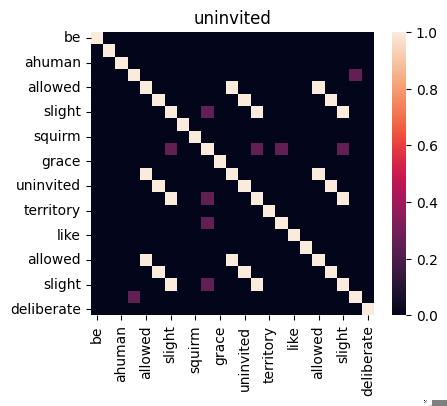 uninvited
be
ahuman
allowed
slight
squirm
grace
uninvited
territory
like
allowed
slight
deliberate
1.0
0.8
0.6
0.4
0.2
0.0
be
ahuman
allowed
slight
squirm
grace
uninvited
territory
like
allowed
slight
deliberate